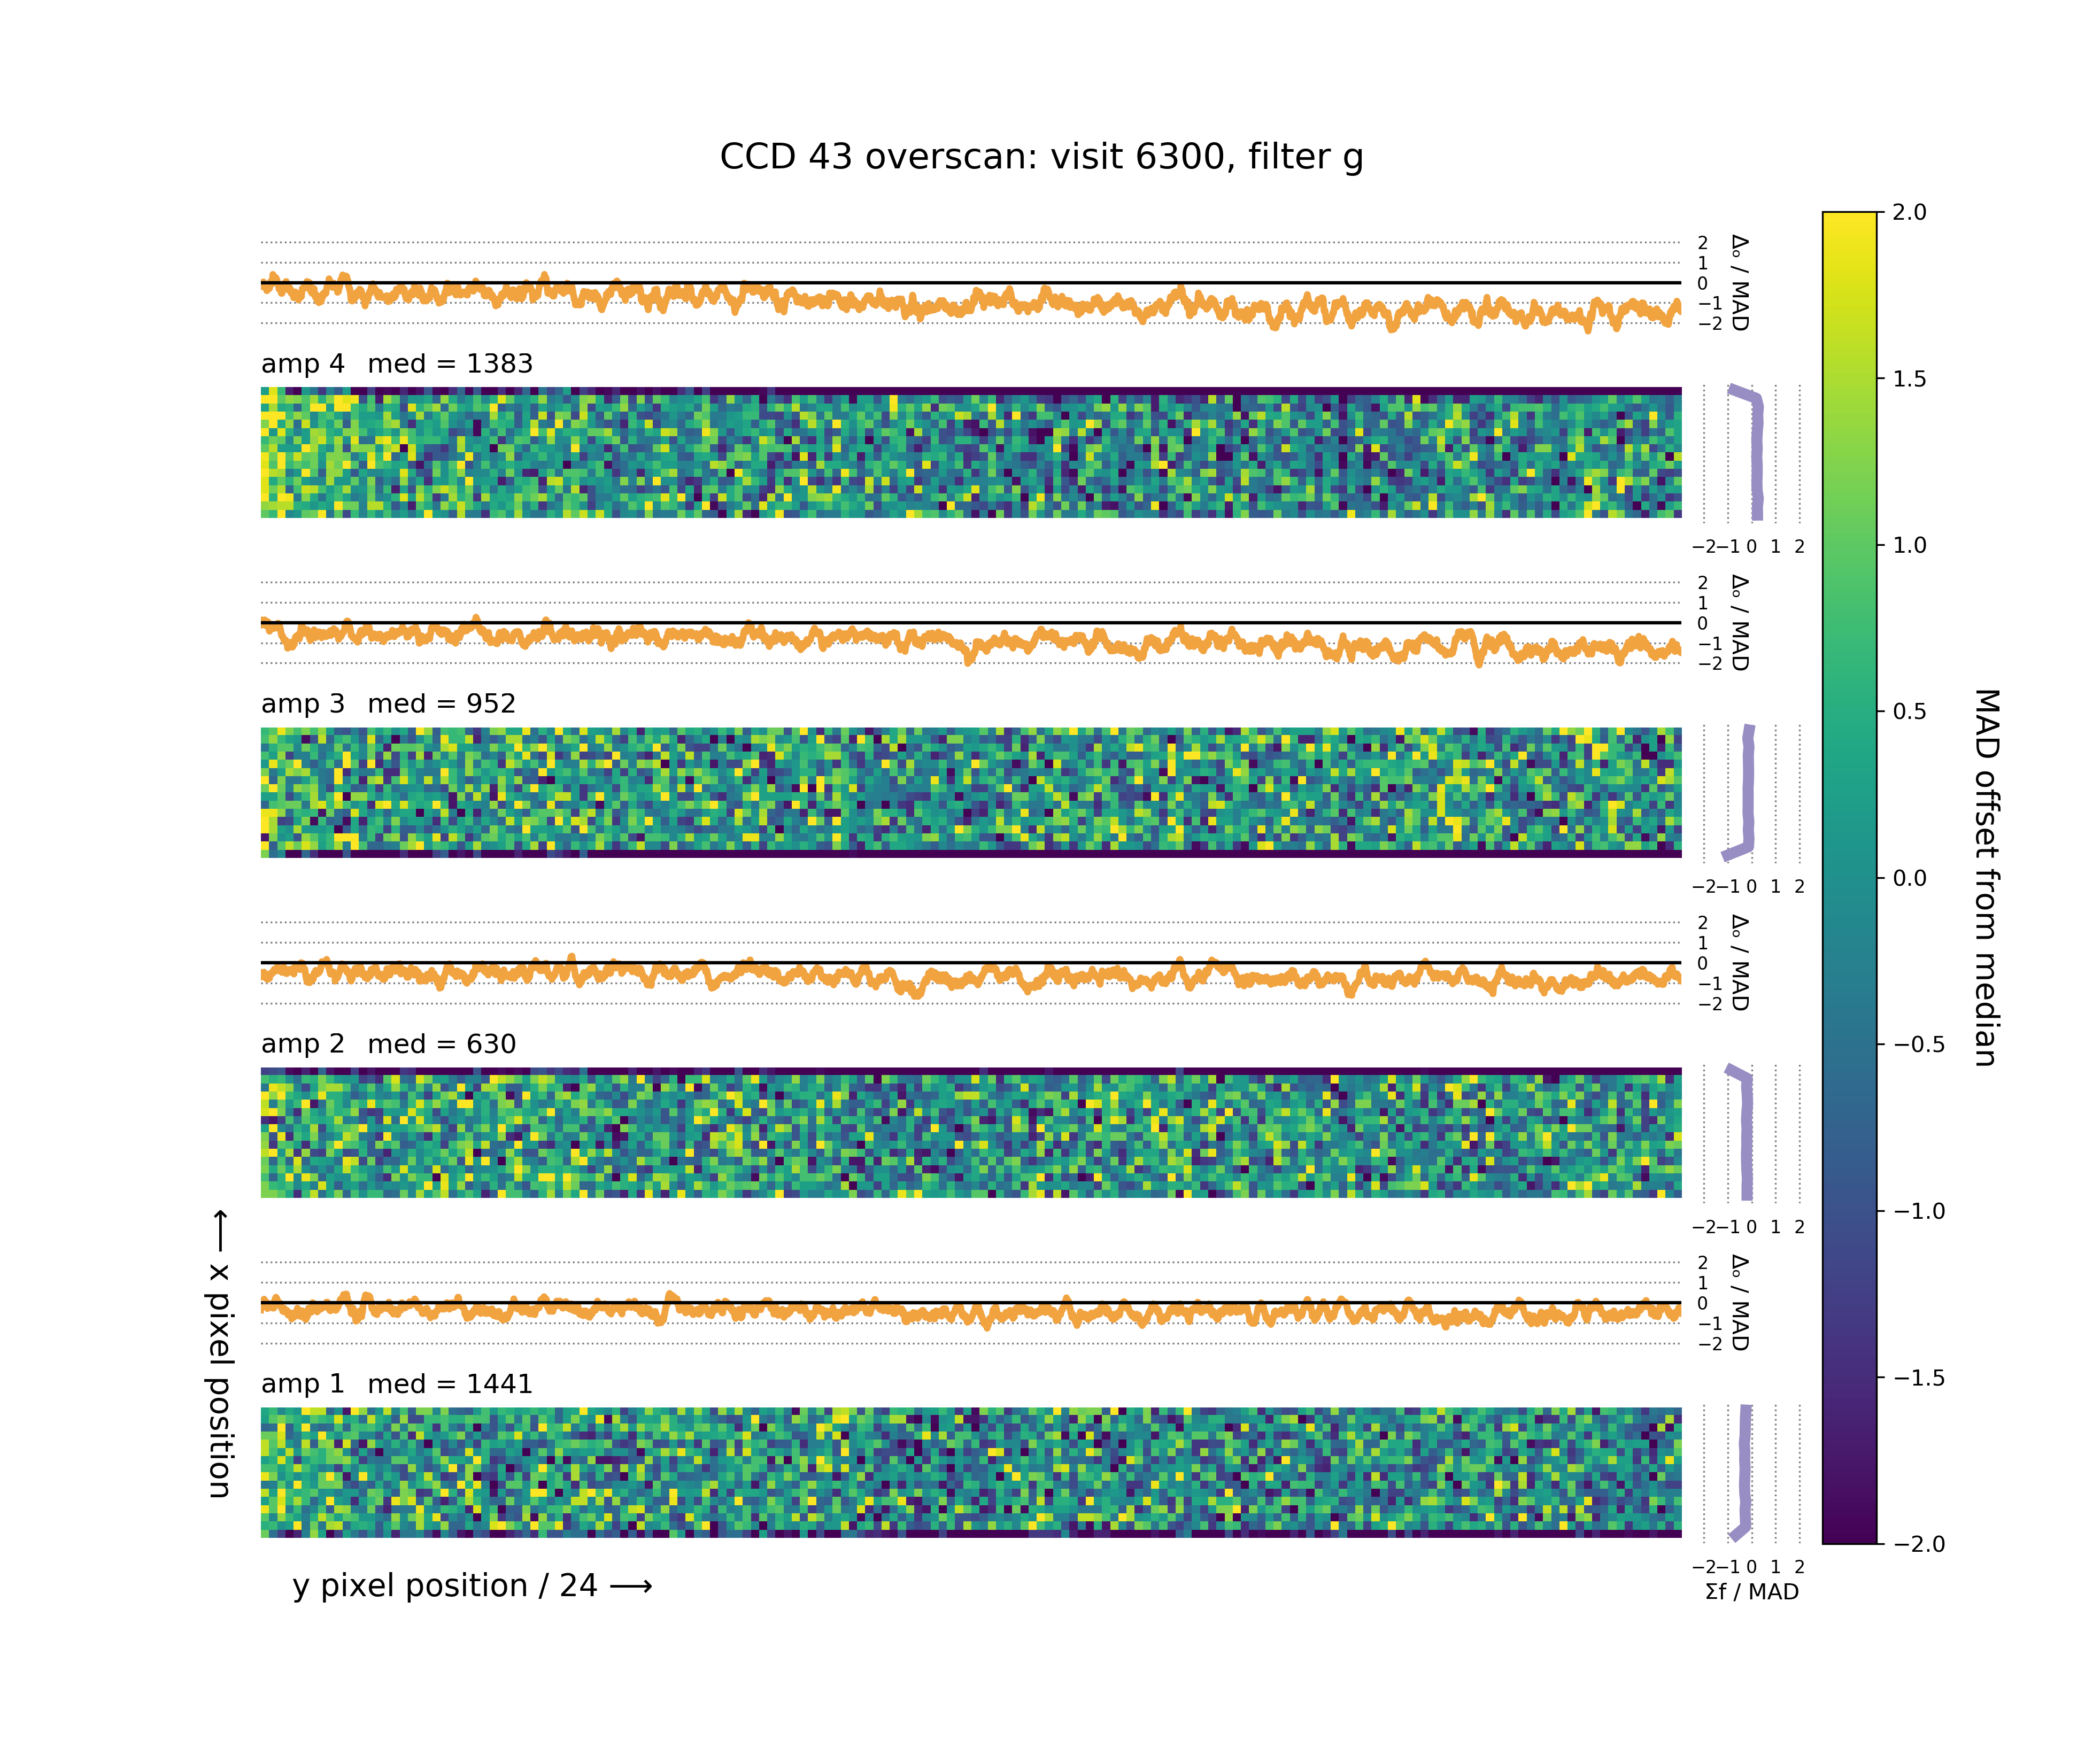 CCD 43 overscan: visit 6300, filter g
2
1
0
−1
−2
Δₒ / MAD
amp 4 med = 1383
−2 −1 0 1 2
2
1
0
−1
−2
Δₒ / MAD
amp 3 med = 952
−2 −1 0 1 2
2
1
0
−1
−2
Δₒ / MAD
amp 2 med = 630
−2 −1 0 1 2
2
1
0
−1
−2
Δₒ / MAD
amp 1 med = 1441
−2 −1 0 1 2
Σf / MAD
⟵ x pixel position
y pixel position / 24 ⟶
2.0
1.5
1.0
0.5
0.0
−0.5
−1.0
−1.5
−2.0
MAD offset from median